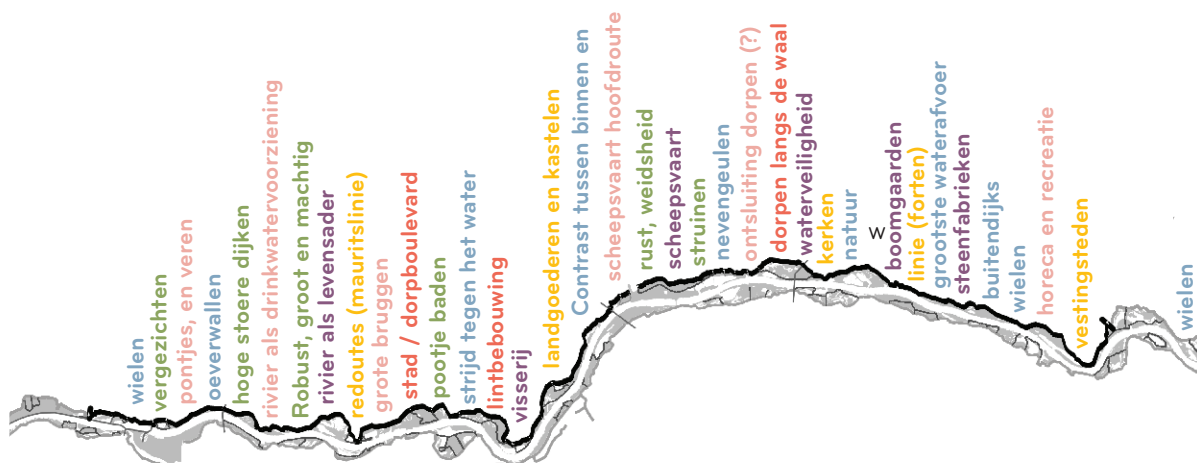 wielen
vergezichten
pontjes, en veren
oeverwallen
hoge stoere dijken
rivier als drinkwatervoorziening
Robust, groot en machtig
rivier als levensader
redoutes (mauritslinie)
grote bruggen
stad / dorpboulevard
pootje baden
strijd tegen het water
lintbebouwing
visserij
landgoederen en kastelen
Contrast tussen binnen en
scheepsvaart hoofdroute
rust, weidsheid
scheepsvaart
struinen
nevengeulen
ontsluiting dorpen (?)
dorpen langs de waal
waterveiligheid
kerken
natuur
w
boomgaarden
linie (forten)
grootste waterafvoer
steenfabrieken
buitendijks
wielen
horeca en recreatie
vestingsteden
wielen